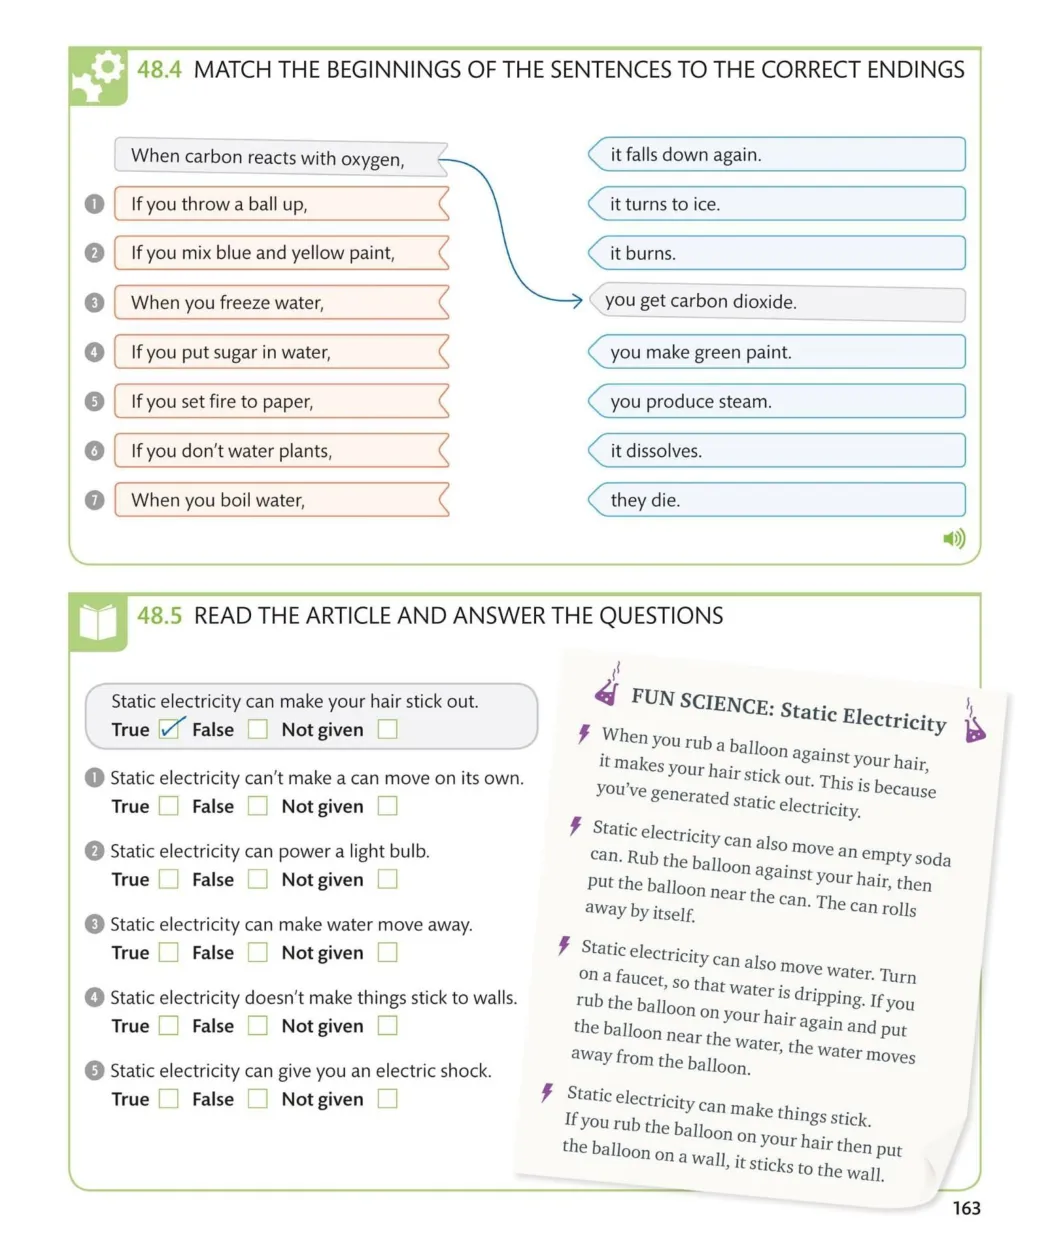 48.4 MATCH THE BEGINNINGS OF THE SENTENCES TO THE CORRECT ENDINGS
When carbon reacts with oxygen,
1 If you throw a ball up,
2 If you mix blue and yellow paint,
3 When you freeze water,
4 If you put sugar in water,
5 If you set fire to paper,
6 If you don't water plants,
7 When you boil water,
it falls down again.
it turns to ice.
it burns.
you get carbon dioxide.
you make green paint.
you produce steam.
it dissolves.
they die.
48.5 READ THE ARTICLE AND ANSWER THE QUESTIONS
Static electricity can make your hair stick out.
True False Not given
1 Static electricity can't make a can move on its own.
True False Not given
2 Static electricity can power a light bulb.
True False Not given
3 Static electricity can make water move away.
True False Not given
4 Static electricity doesn't make things stick to walls.
True False Not given
5 Static electricity can give you an electric shock.
True False Not given
FUN SCIENCE: Static Electricity
When you rub a balloon against your hair,
it makes your hair stick out. This is because
you've generated static electricity.
Static electricity can also move an empty soda
can. Rub the balloon against your hair, then
put the balloon near the can. The can rolls
away by itself.
Static electricity can also move water. Turn
on a faucet, so that water is dripping. If you
rub the balloon on your hair again and put
the balloon near the water, the water moves
away from the balloon.
Static electricity can make things stick.
If you rub the balloon on your hair then put
the balloon on a wall, it sticks to the wall.
163